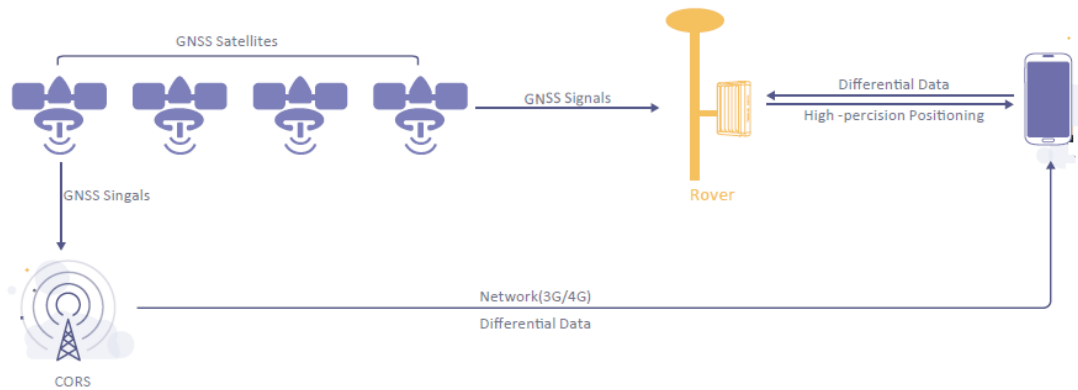 GNSS Satellites
GNSS Signals
Differential Data
High -percision Positioning
Rover
GNSS Singals
Network(3G/4G)
Differential Data
CORS